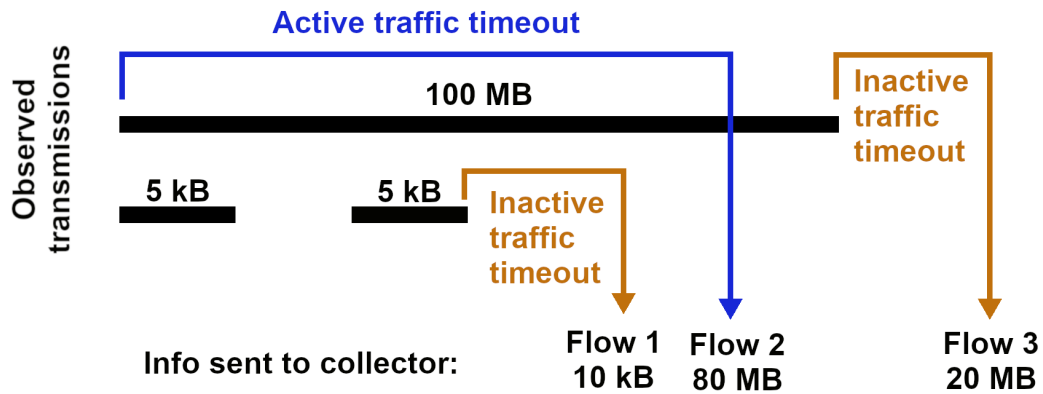 Active traffic timeout
Observed
transmissions
100 MB
Inactive
traffic
timeout
5 kB
5 kB
Inactive
traffic
timeout
Info sent to collector:
Flow 1
10 kB
Flow 2
80 MB
Flow 3
20 MB